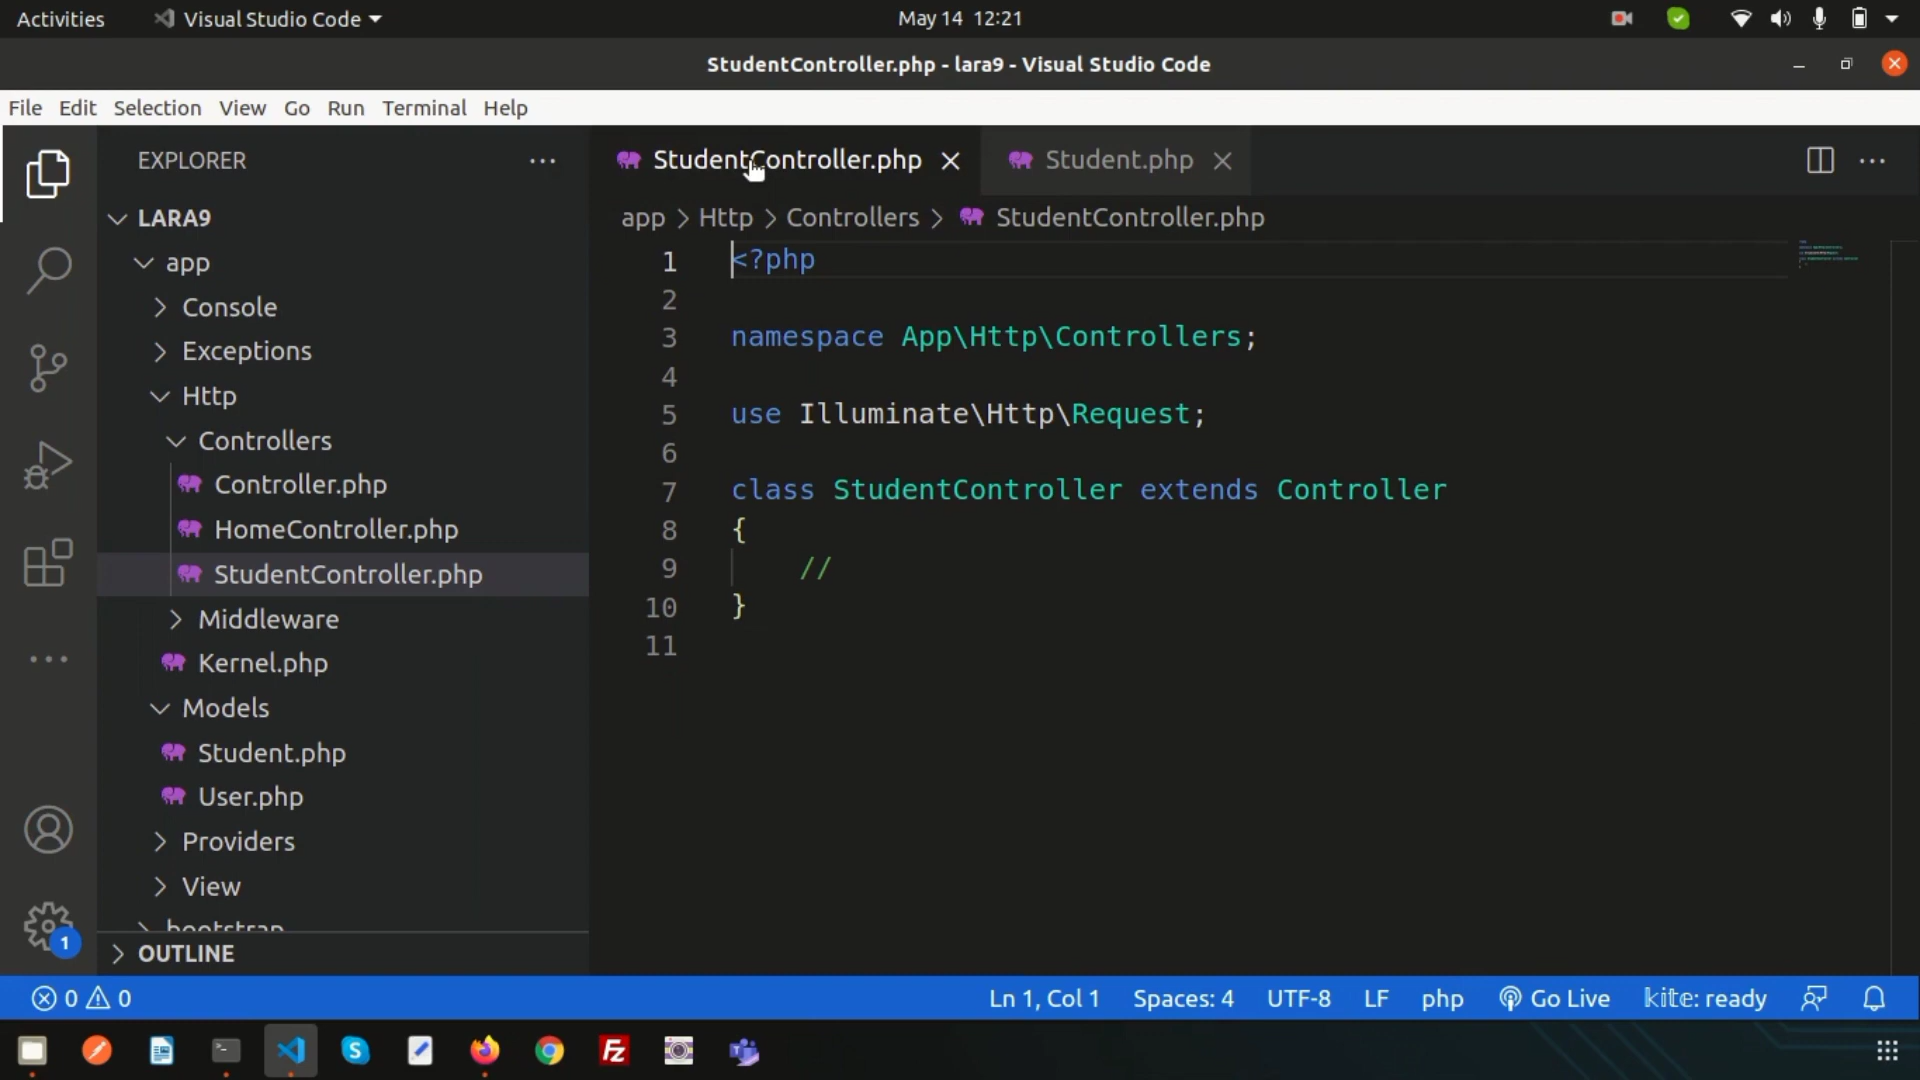 Activities
Visual Studio Code
May 14 12:21
StudentController.php - lara9 - Visual Studio Code
File Edit Selection View Go Run Terminal Help
EXPLORER
LARA9
app
Console
Exceptions
Http
Controllers
Controller.php
HomeController.php
StudentController.php
Middleware
Kernel.php
Models
Student.php
User.php
Providers
View
bootstrap
OUTLINE
StudentController.php
Student.php
app > Http > Controllers > StudentController.php
1 <?php
2
3 namespace App\Http\Controllers;
4
5 use Illuminate\Http\Request;
6
7 class StudentController extends Controller
8 {
9 //
10 }
11
1
0 0
Ln 1, Col 1 Spaces: 4 UTF-8 LF php Go Live kite: ready